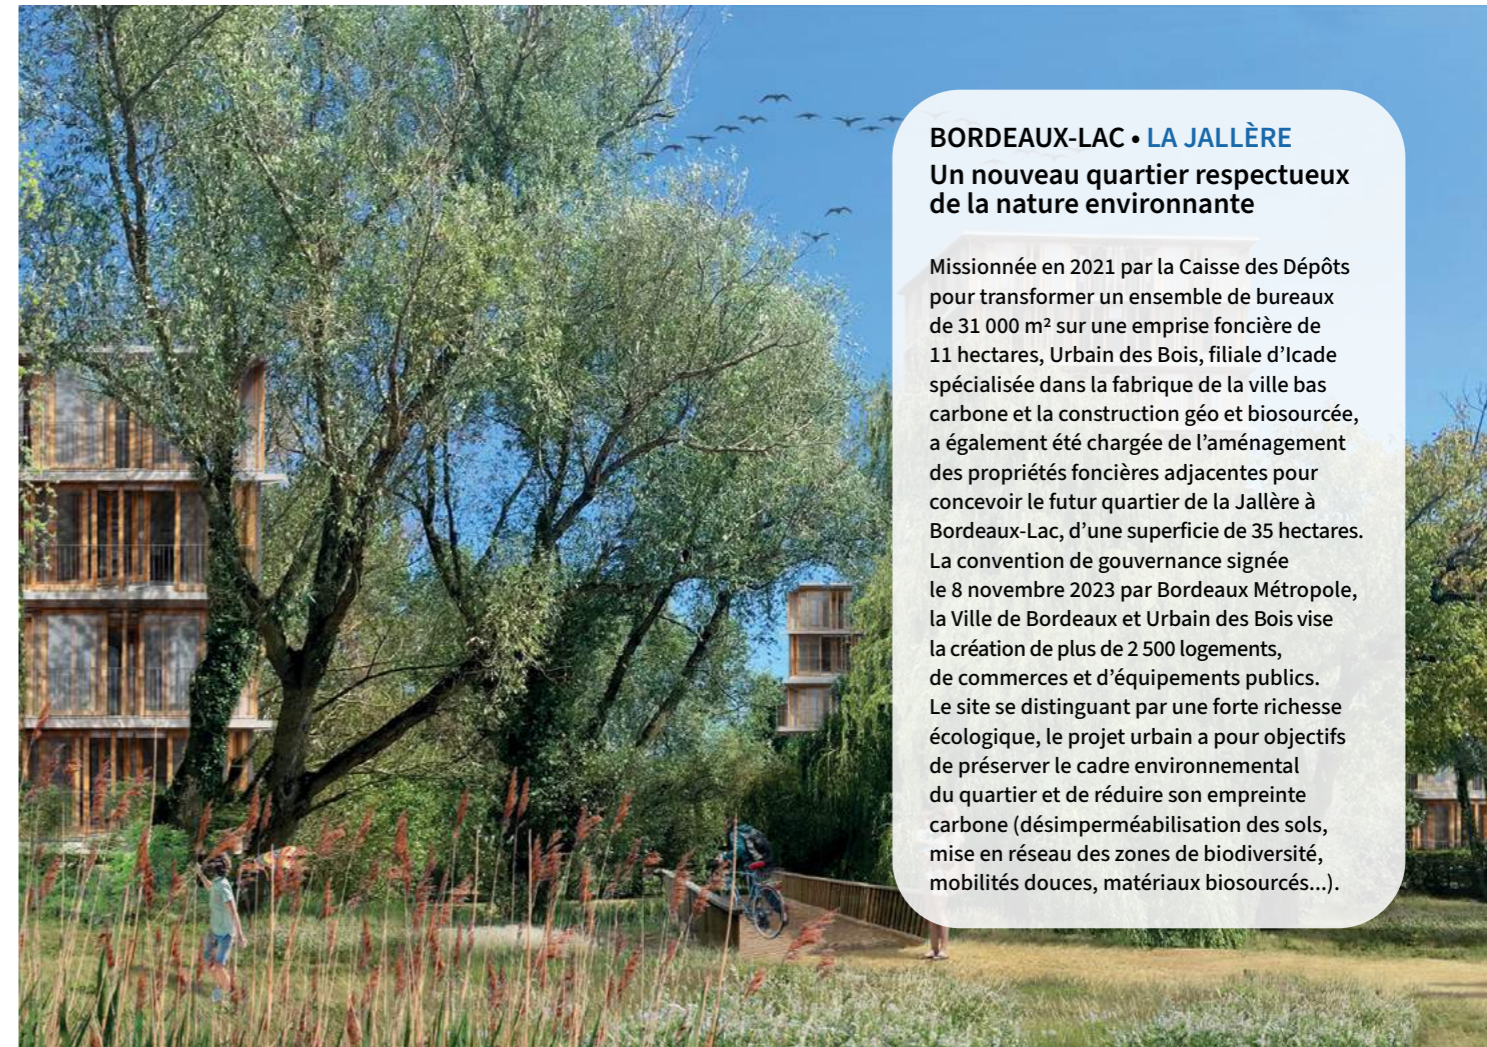 BORDEAUX-LAC • LA JALLÈRE
Un nouveau quartier respectueux
de la nature environnante
Missionnée en 2021 par la Caisse des Dépôts
pour transformer un ensemble de bureaux
de 31 000 m² sur une emprise foncière de
11 hectares, Urbain des Bois, filiale d’Icade
spécialisée dans la fabrique de la ville bas
carbone et la construction géo et biosourcée,
a également été chargée de l’aménagement
des propriétés foncières adjacentes pour
concevoir le futur quartier de la Jallère à
Bordeaux-Lac, d’une superficie de 35 hectares.
La convention de gouvernance signée
le 8 novembre 2023 par Bordeaux Métropole,
la Ville de Bordeaux et Urbain des Bois vise
la création de plus de 2 500 logements,
de commerces et d’équipements publics.
Le site se distinguant par une forte richesse
écologique, le projet urbain a pour objectifs
de préserver le cadre environnemental
du quartier et de réduire son empreinte
carbone (désimperméabilisation des sols,
mise en réseau des zones de biodiversité,
mobilités douces, matériaux biosourcés...).